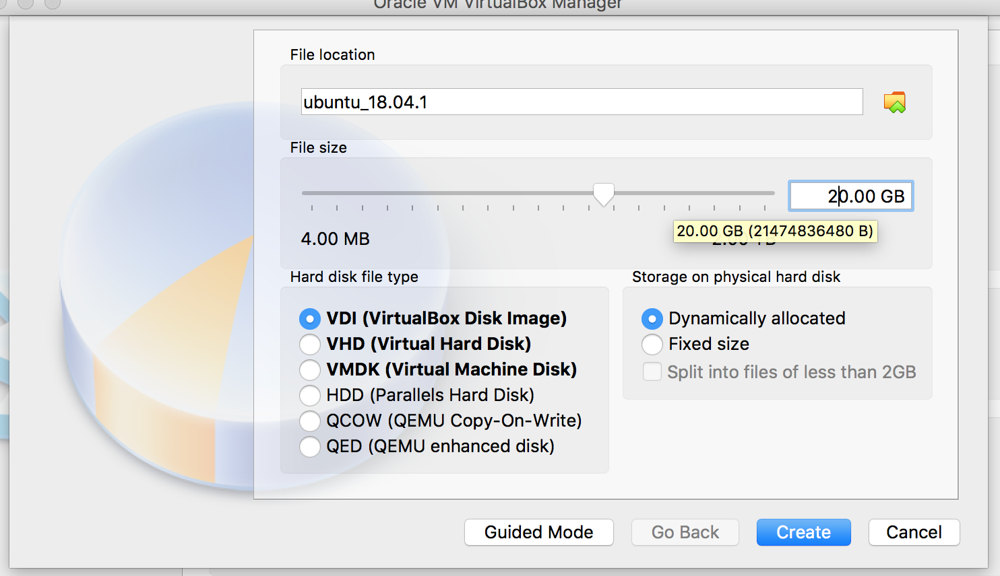 Oracle VM VirtualBox Manager
File location
ubuntu_18.04.1
File size
20.00 GB
20.00 GB (21474836480 B)
4.00 MB
Hard disk file type
Storage on physical hard disk
VDI (VirtualBox Disk Image)
Dynamically allocated
VHD (Virtual Hard Disk)
Fixed size
VMDK (Virtual Machine Disk)
Split into files of less than 2GB
HDD (Parallels Hard Disk)
QCOW (QEMU Copy-On-Write)
QED (QEMU enhanced disk)
Guided Mode
Go Back
Create
Cancel